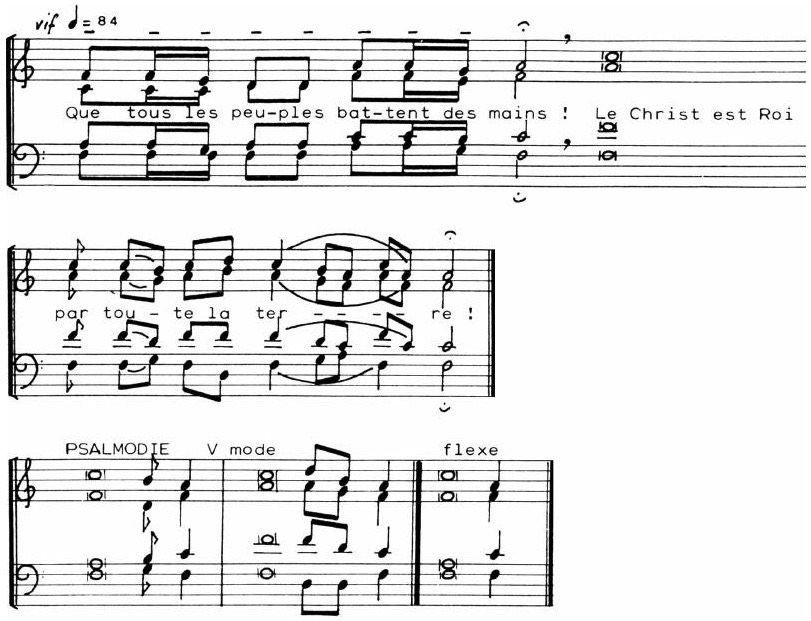 vif ♩ = 84
Que tous les peu-ples bat-tent des mains ! Le Christ est Roi
par tou - te la ter - - - - re !
PSALMODIE V mode flexe